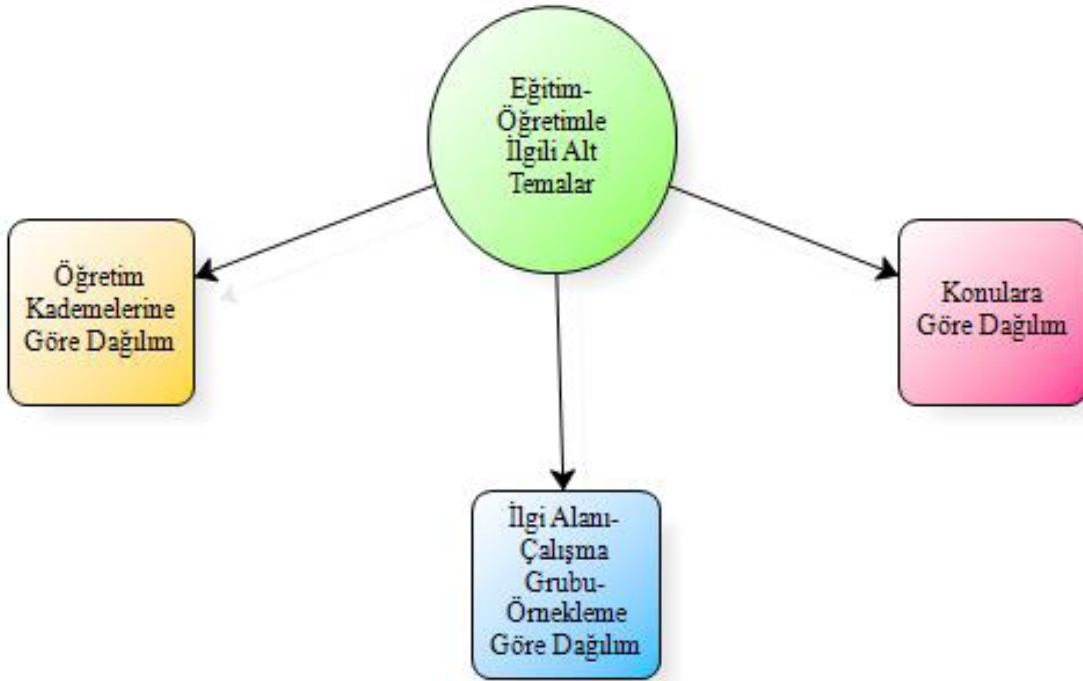 Eğitim-
Öğretimle
İlgili Alt
Temalar
Öğretim
Kademelerine
Göre Dağılım
Konulara
Göre Dağılım
İlgi Alanı-
Çalışma
Grubu-
Örnekleme
Göre Dağılım